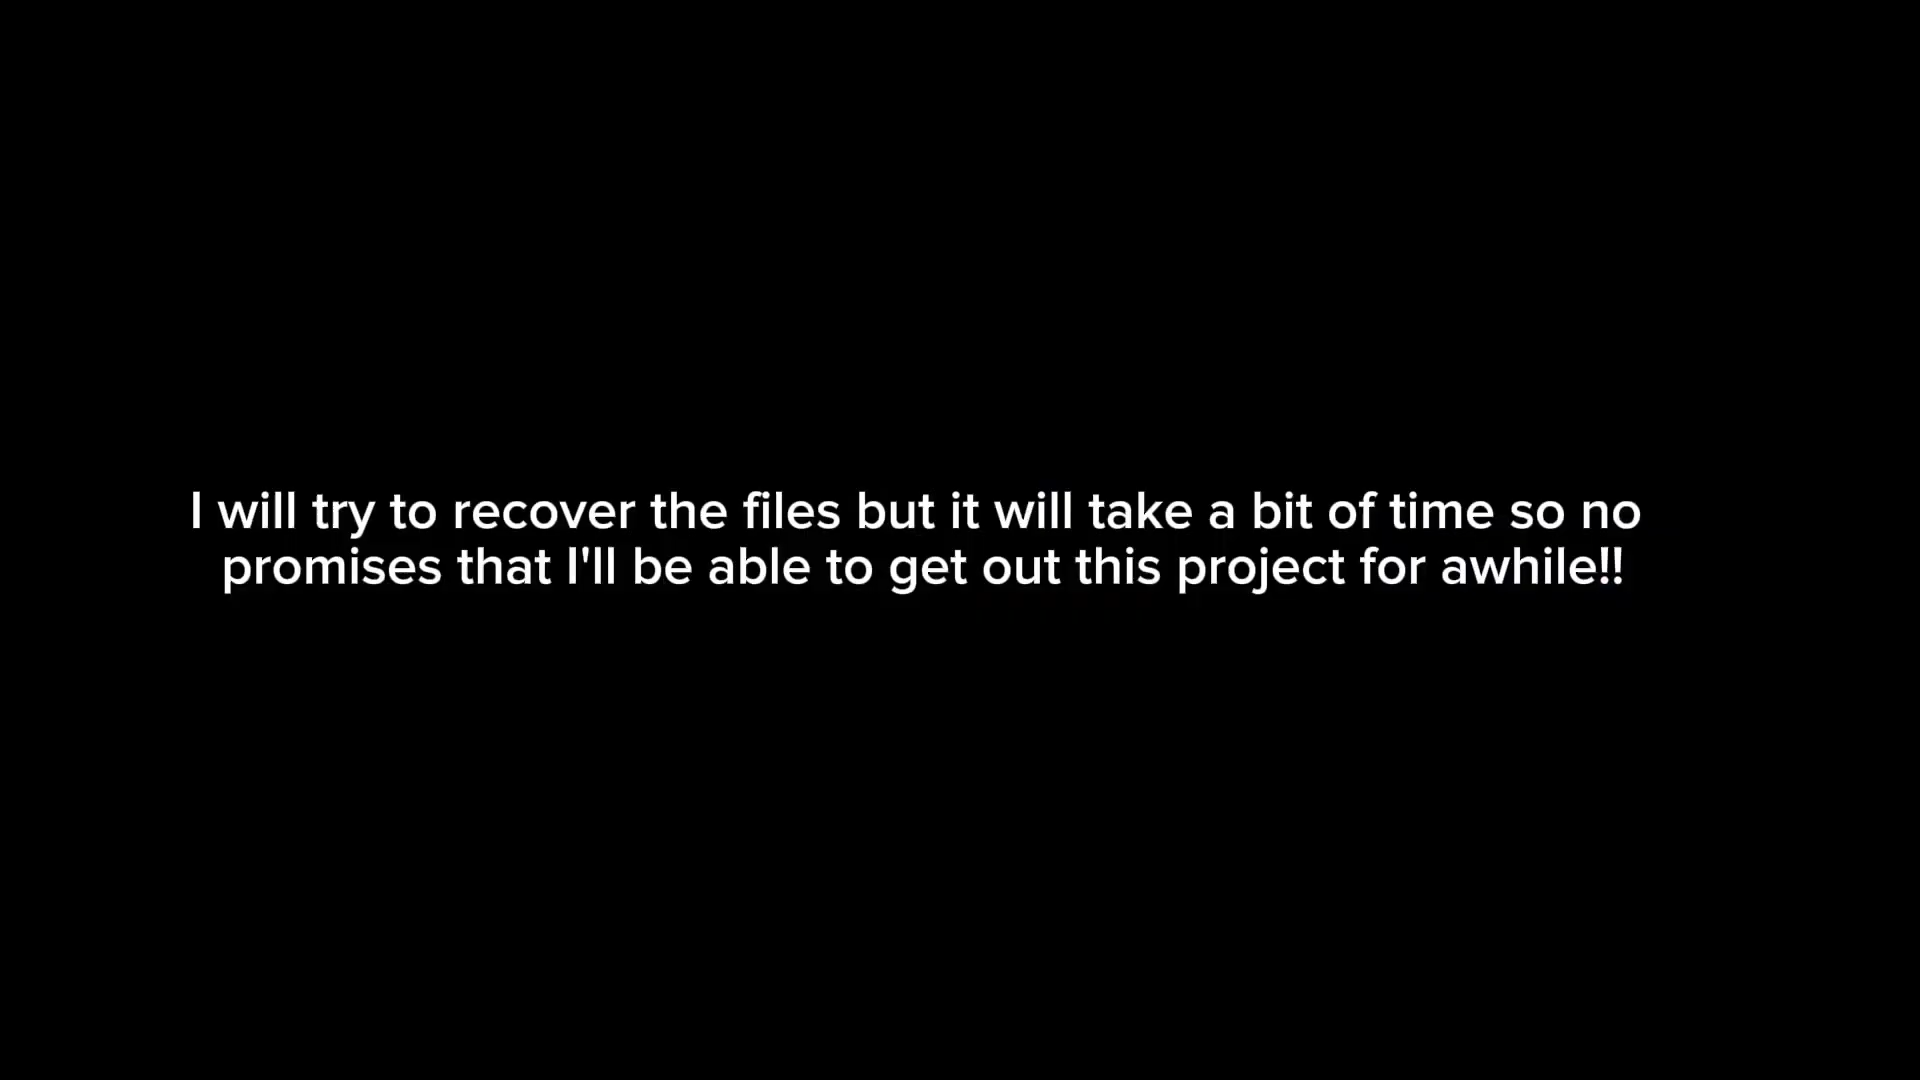 I will try to recover the files but it will take a bit of time so no
promises that I'll be able to get out this project for awhile!!